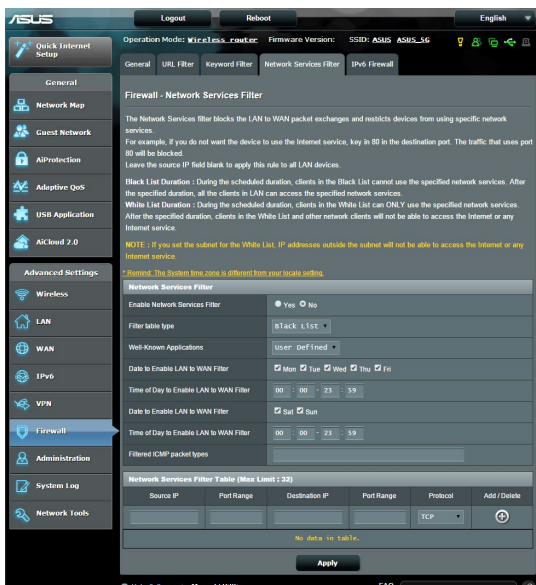 ASUS
Logout
Reboot
English
Quick Internet
Setup
Operation Mode: Wireless router Firmware Version: SSID: ASUS ASUS_5G
General
URL Filter
Keyword Filter
Network Services Filter
IPv6 Firewall
General
Network Map
Guest Network
AiProtection
Adaptive QoS
USB Application
AiCloud 2.0
Advanced Settings
Wireless
LAN
WAN
IPv6
VPN
Firewall
Administration
System Log
Network Tools
Firewall - Network Services Filter
The Network Services filter blocks the LAN to WAN packet exchanges and restricts devices from using specific network
services.
For example, if you do not want the device to use the Internet service, key in 80 in the destination port. The traffic that uses port
80 will be blocked.
Leave the source IP field blank to apply this rule to all LAN devices.
Black List Duration : During the scheduled duration, clients in the Black List cannot use the specified network services. After
the specified duration, all the clients in LAN can access the specified network services.
White List Duration : During the scheduled duration, clients in the White List can ONLY use the specified network services.
After the specified duration, clients in the White List and other network clients will not be able to access the Internet or any
Internet service.
NOTE : If you set the subnet for the White List, IP addresses outside the subnet will not be able to access the Internet or any
Internet service.
* Remind: The System time zone is different from your locale setting.
Network Services Filter
Enable Network Services Filter Yes No
Filter table type Black List
Well-Known Applications User Defined
Date to Enable LAN to WAN Filter Mon Tue Wed Thu Fri
Time of Day to Enable LAN to WAN Filter 00 : 00 - 23 : 59
Date to Enable LAN to WAN Filter Sat Sun
Time of Day to Enable LAN to WAN Filter 00 : 00 - 23 : 59
Filtered ICMP packet types
Network Services Filter Table (Max Limit : 32)
Source IP Port Range Destination IP Port Range Protocol Add / Delete
TCP
No data in table.
Apply
FAQ